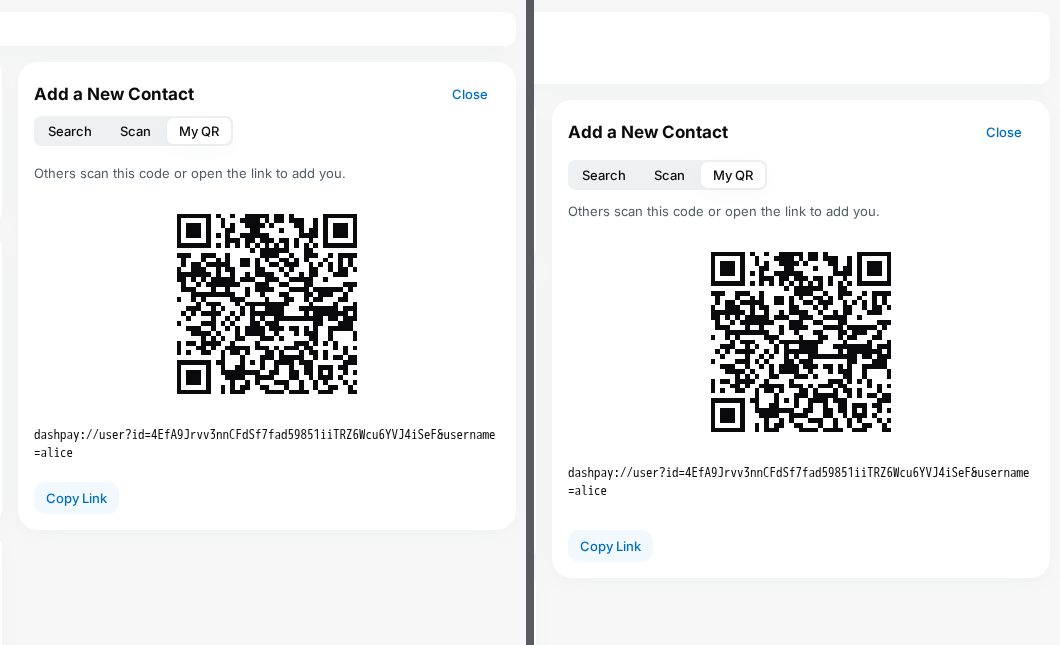 Add a New Contact
Close
Search
Scan
My QR
Others scan this code or open the link to add you.
dashpay://user?id=4EfA9Jrvv3nnCFdSf7fad59851iiTRZ6Wcu6YVJ4iSeF&username
=alice
Copy Link
Add a New Contact
Close
Search
Scan
My QR
Others scan this code or open the link to add you.
dashpay://user?id=4EfA9Jrvv3nnCFdSf7fad59851iiTRZ6Wcu6YVJ4iSeF&username
=alice
Copy Link